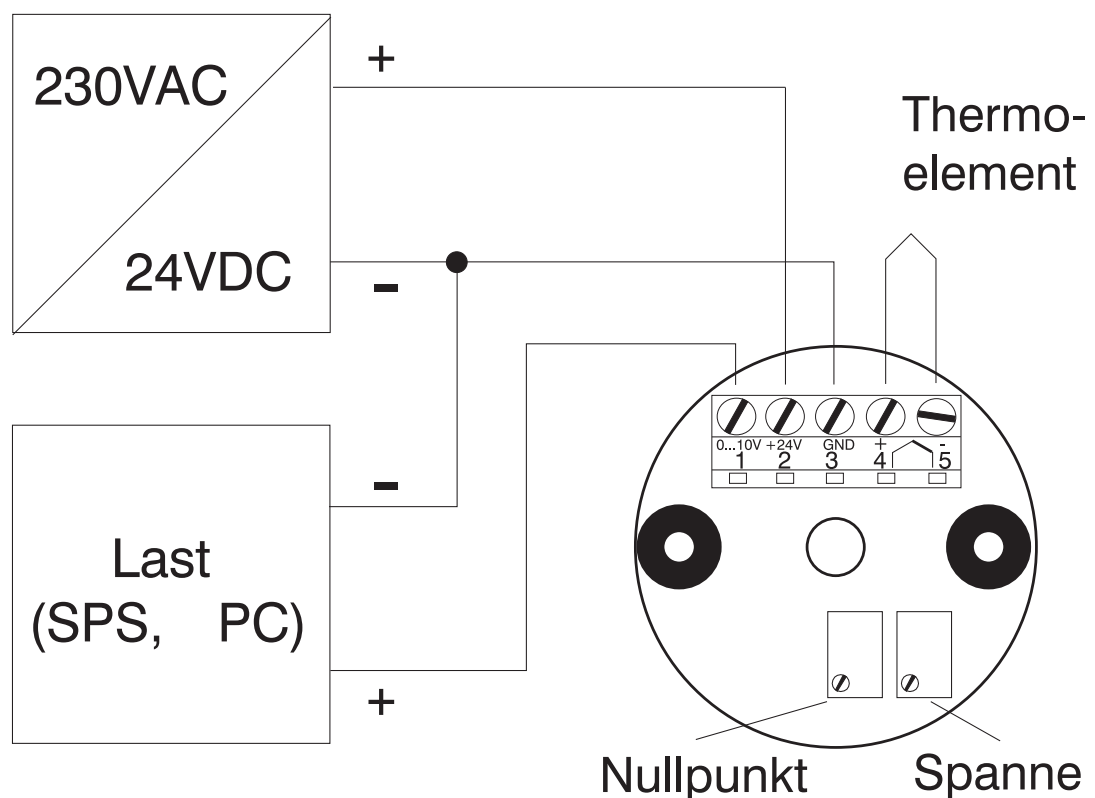 230VAC
+
24VDC
-
Thermo-
element
0...10V +24V GND + -
1 2 3 4 5
-
Last
(SPS, PC)
+
Nullpunkt
Spanne